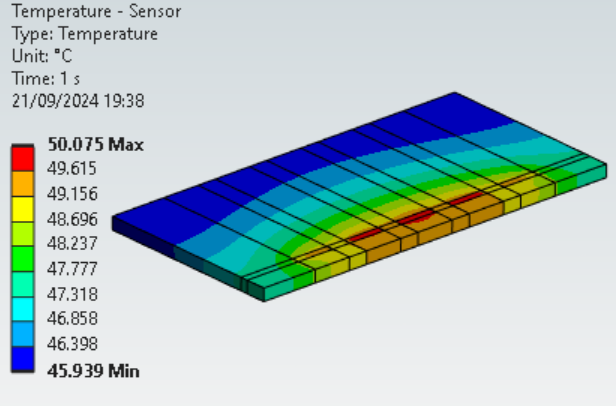 Temperature - Sensor
Type: Temperature
Unit: °C
Time: 1 s
21/09/2024 19:38
50.075 Max
49.615
49.156
48.696
48.237
47.777
47.318
46.858
46.398
45.939 Min